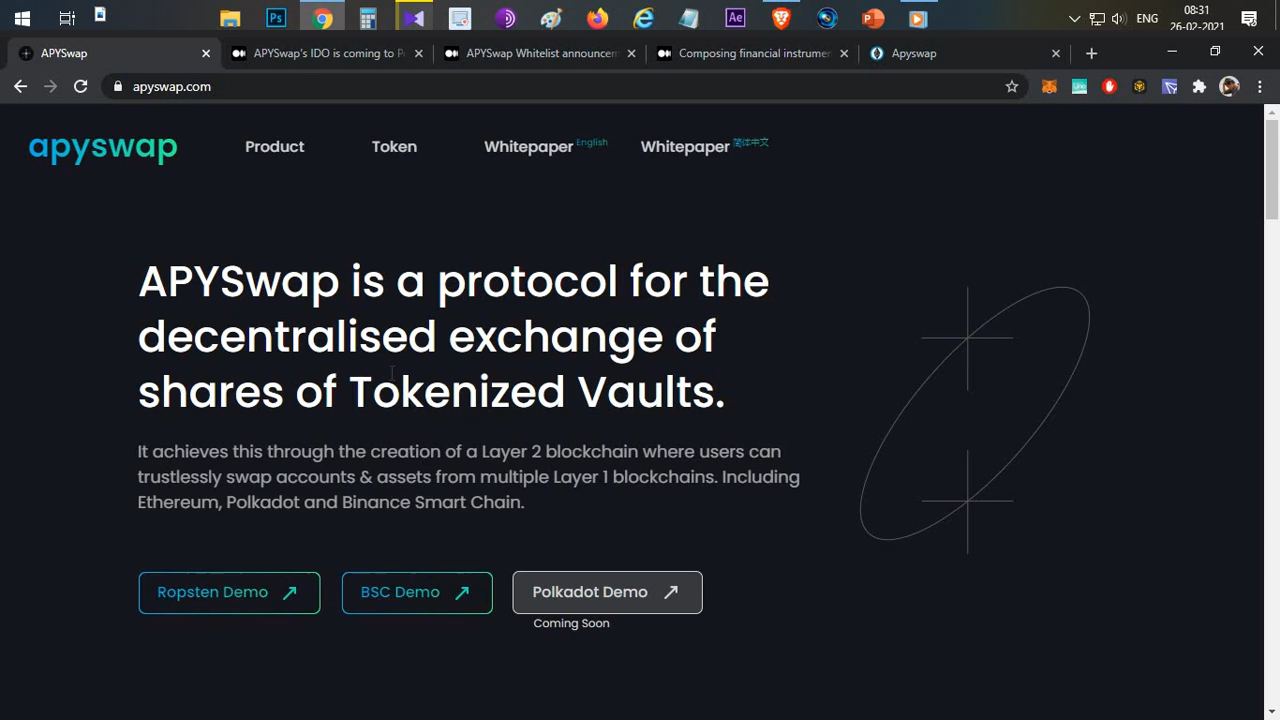 08:31
ENG
26-02-2021
APYSwap
APYSwap's IDO is coming to P
APYSwap Whitelist announcem
Composing financial instrumen
Apyswap
apyswap.com
apyswap
Product
Token
Whitepaper English
Whitepaper 简体中文
APYSwap is a protocol for the
decentralised exchange of
shares of Tokenized Vaults.
It achieves this through the creation of a Layer 2 blockchain where users can
trustlessly swap accounts & assets from multiple Layer 1 blockchains. Including
Ethereum, Polkadot and Binance Smart Chain.
Ropsten Demo
BSC Demo
Polkadot Demo
Coming Soon